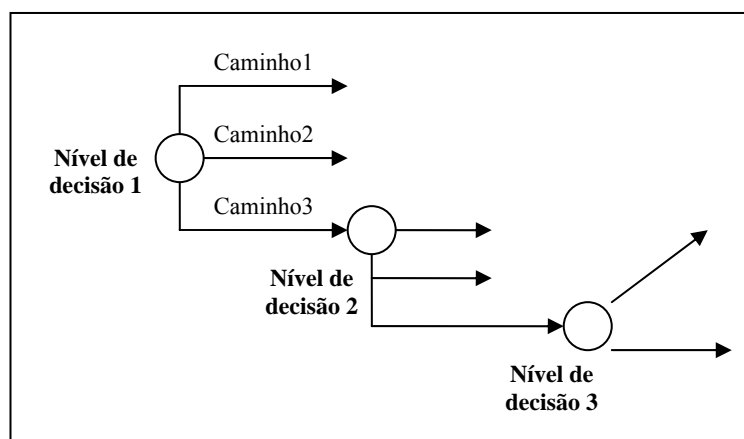 Caminho1
Caminho2
Nível de
decisão 1
Caminho3
Nível de
decisão 2
Nível de
decisão 3